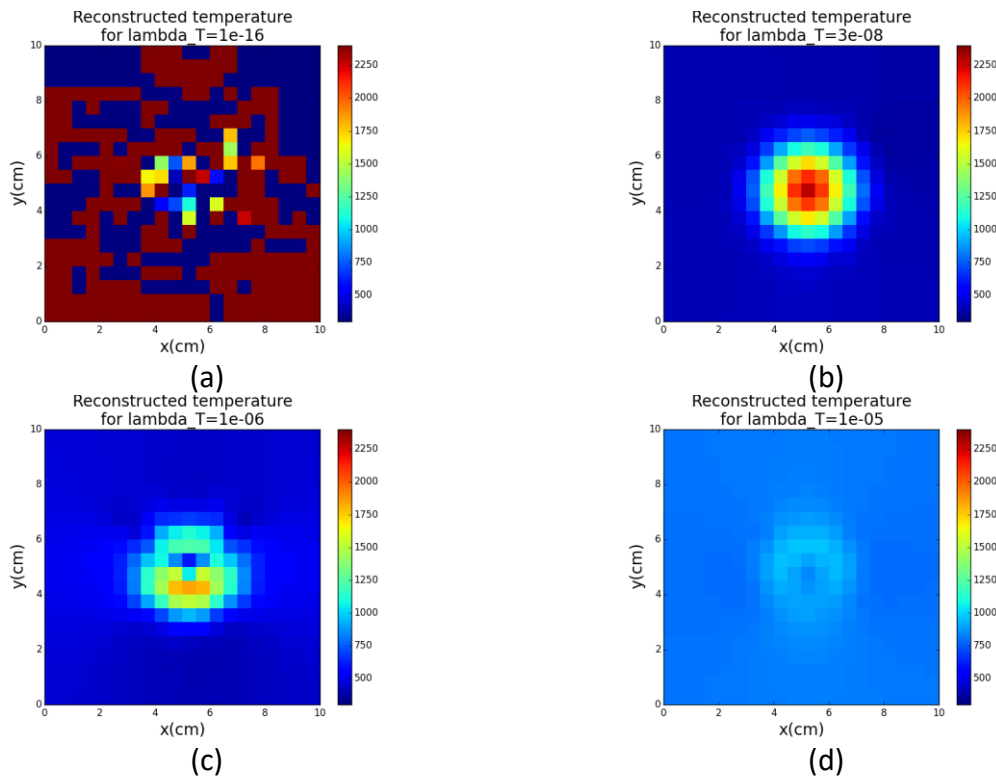 Reconstructed temperature
for lambda_T=1e-16
10
8
6
4
2
0
y(cm)
0 2 4 6 8 10
x(cm)
2250
2000
1750
1500
1250
1000
750
500
(a)
Reconstructed temperature
for lambda_T=3e-08
10
8
6
4
2
0
y(cm)
0 2 4 6 8 10
x(cm)
2250
2000
1750
1500
1250
1000
750
500
(b)
Reconstructed temperature
for lambda_T=1e-06
10
8
6
4
2
0
y(cm)
0 2 4 6 8 10
x(cm)
2250
2000
1750
1500
1250
1000
750
500
(c)
Reconstructed temperature
for lambda_T=1e-05
10
8
6
4
2
0
y(cm)
0 2 4 6 8 10
x(cm)
2250
2000
1750
1500
1250
1000
750
500
(d)